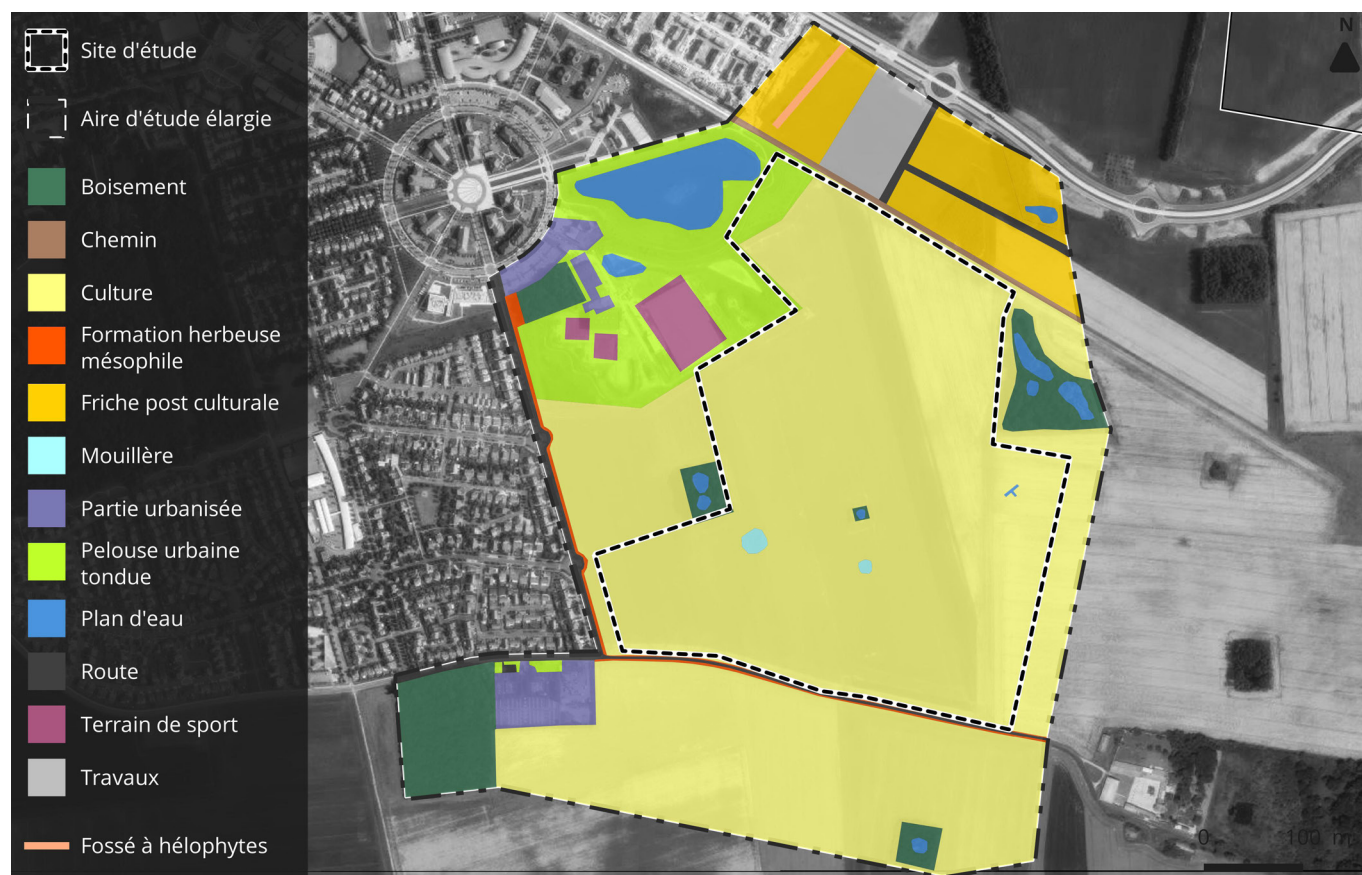 Site d'étude
Aire d'étude élargie
Boisement
Chemin
Culture
Formation herbeuse
mésophile
Friche post culturale
Mouillère
Partie urbanisée
Pelouse urbaine
tondue
Plan d'eau
Route
Terrain de sport
Travaux
Fossé à hélophytes
N
0 100 m